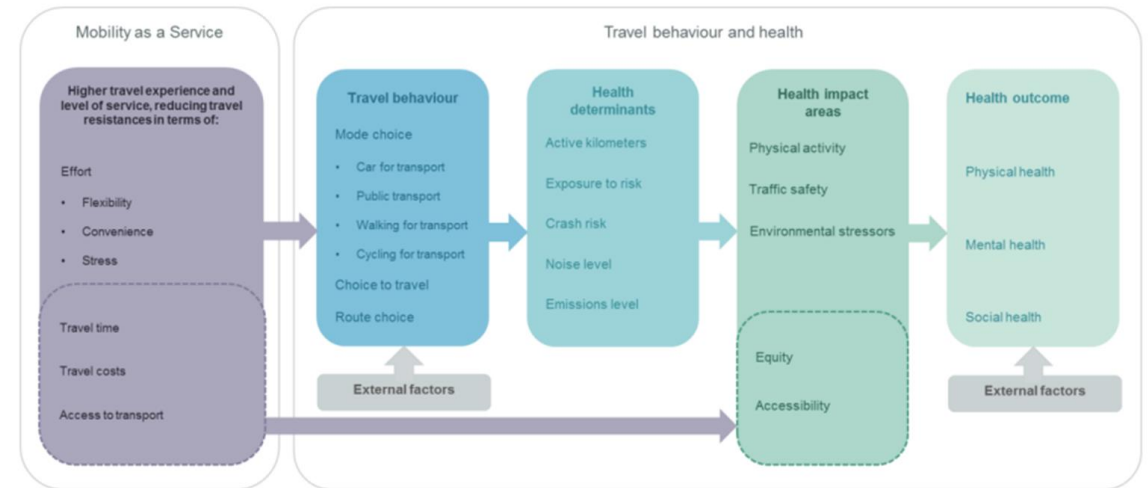 Mobility as a Service
Higher travel experience and
level of service, reducing travel
resistances in terms of:
Effort
• Flexibility
• Convenience
• Stress
Travel time
Travel costs
Access to transport
Travel behaviour and health
Travel behaviour
Mode choice
• Car for transport
• Public transport
• Walking for transport
• Cycling for transport
Choice to travel
Route choice
External factors
Health
determinants
Active kilometers
Exposure to risk
Crash risk
Noise level
Emissions level
Health impact
areas
Physical activity
Traffic safety
Environmental stressors
Equity
Accessibility
Health outcome
Physical health
Mental health
Social health
External factors